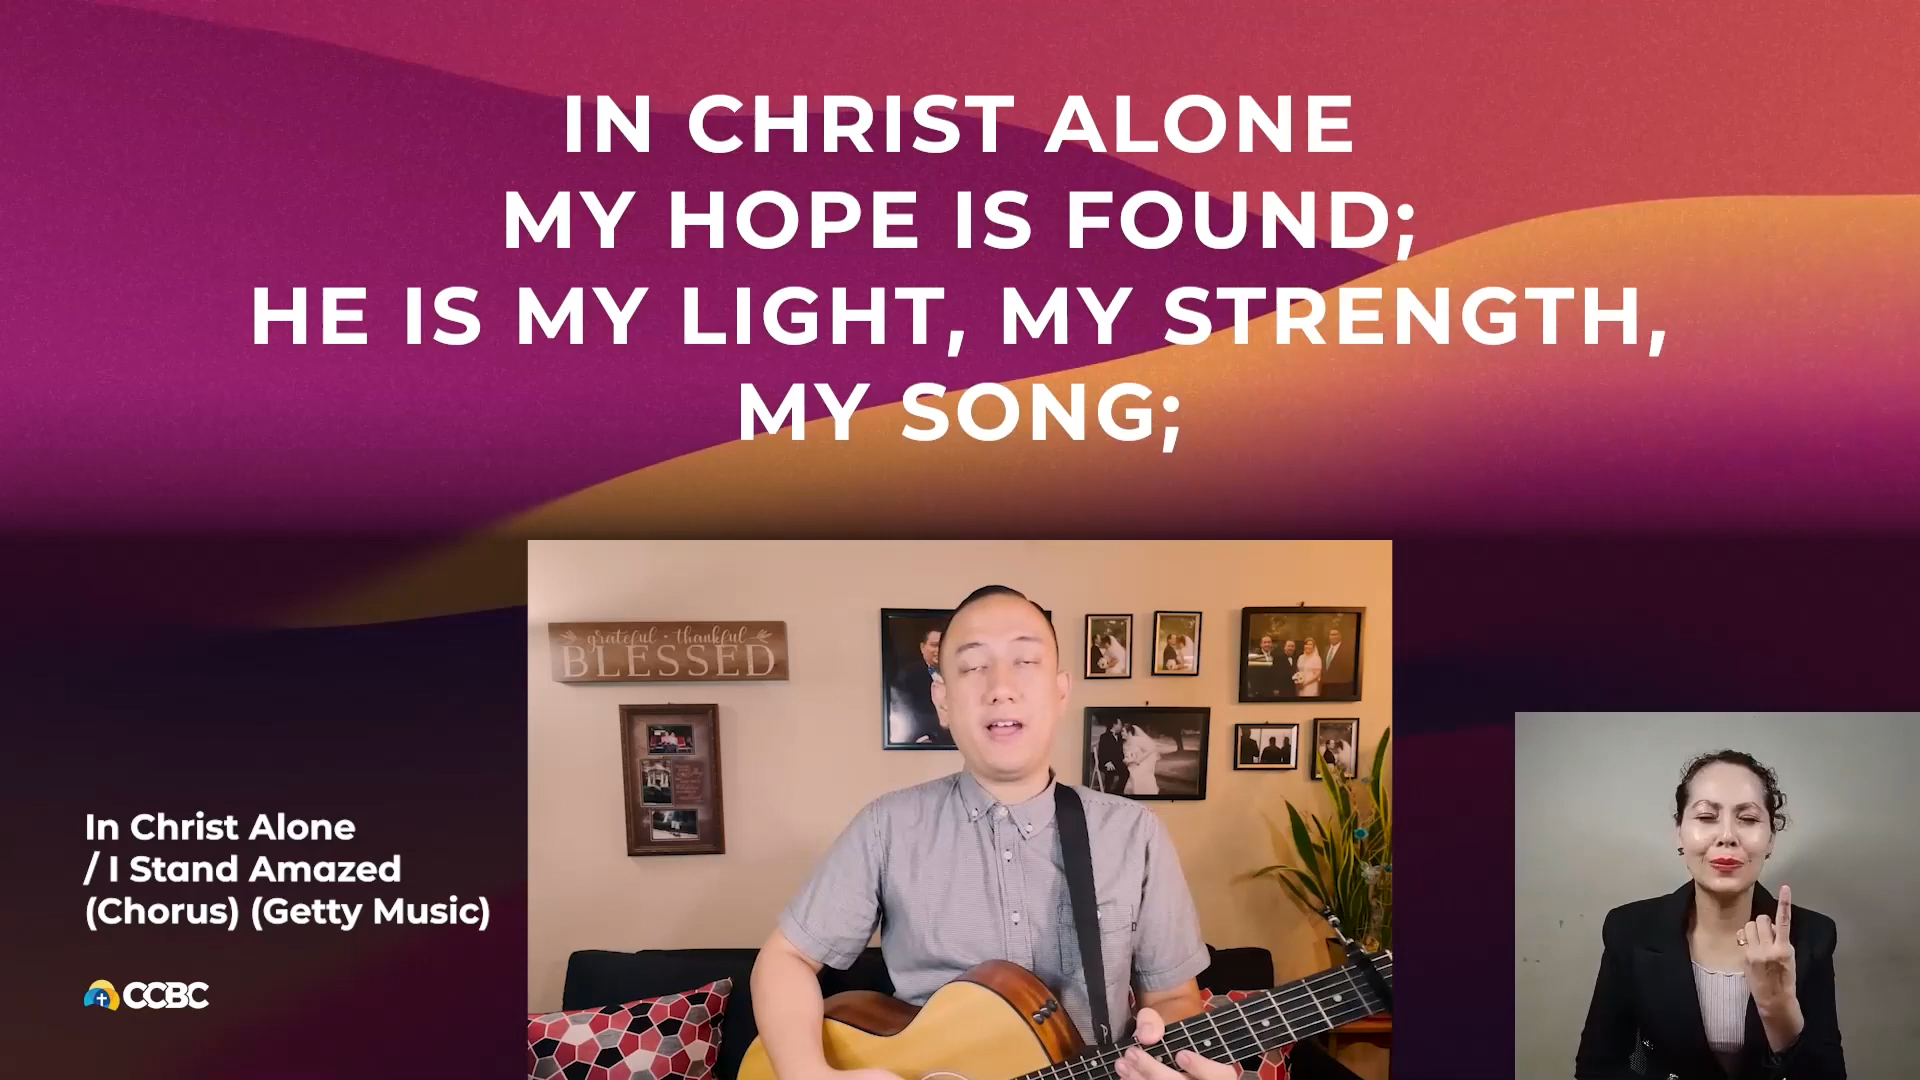 IN CHRIST ALONE
MY HOPE IS FOUND;
HE IS MY LIGHT, MY STRENGTH,
MY SONG;
grateful • thankful
BLESSED
In Christ Alone
/ I Stand Amazed
(Chorus) (Getty Music)
CCBC